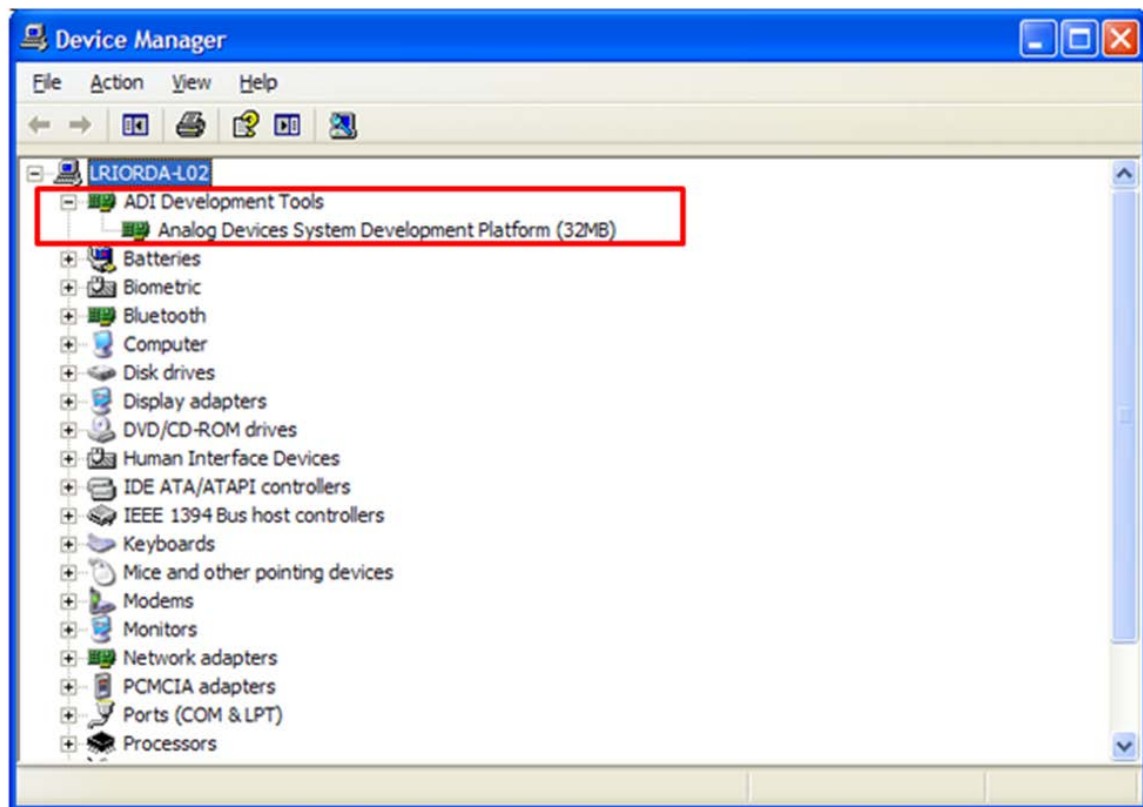 Device Manager
File Action View Help
LRIORDA-L02
ADI Development Tools
Analog Devices System Development Platform (32MB)
Batteries
Biometric
Bluetooth
Computer
Disk drives
Display adapters
DVD/CD-ROM drives
Human Interface Devices
IDE ATA/ATAPI controllers
IEEE 1394 Bus host controllers
Keyboards
Mice and other pointing devices
Modems
Monitors
Network adapters
PCMCIA adapters
Ports (COM & LPT)
Processors